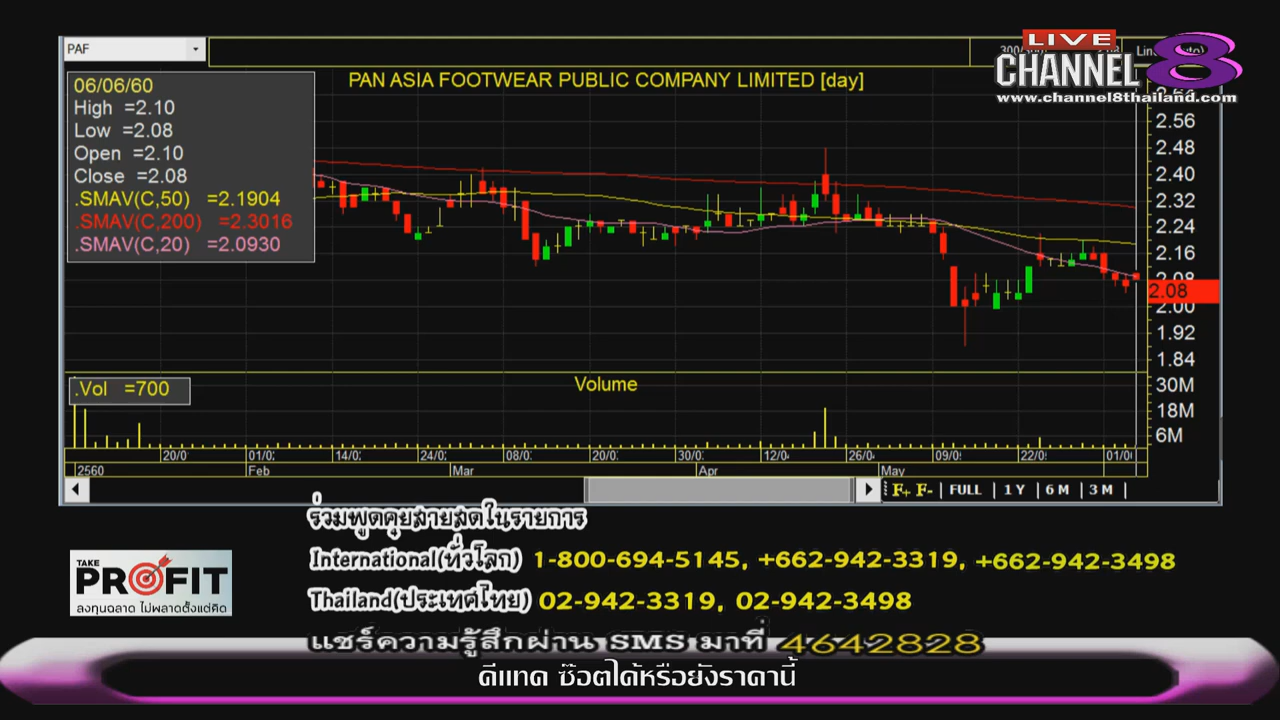 PAF
LIVE
CHANNEL 8
www.channel8thailand.com
PAN ASIA FOOTWEAR PUBLIC COMPANY LIMITED [day]
06/06/60
High =2.10
Low =2.08
Open =2.10
Close =2.08
.SMAV(C,50) =2.1904
.SMAV(C,200) =2.3016
.SMAV(C,20) =2.0930
2.56
2.48
2.40
2.32
2.24
2.16
2.08
2.08
2.00
1.92
1.84
.Vol =700
Volume
30M
18M
6M
20/0 01/0 14/0 24/0 08/0 20/0 30/0 12/0 26/0 09/0 22/0 01/0
2560 Feb Mar Apr May
F+ F- FULL 1 Y 6 M 3 M
ร่วมพูดคุยสายสดในรายการ
International(ทั่วโลก) 1-800-694-5145, +662-942-3319, +662-942-3498
Thailand(ประเทศไทย) 02-942-3319, 02-942-3498
TAKE
PROFIT
ลงทุนฉลาด ไม่พลาดตั้งแต่คิด
แชร์ความรู้สึกผ่าน SMS มาที่ 4642828
ดีแทค ซ๊อตได้หรือยังราคานี้